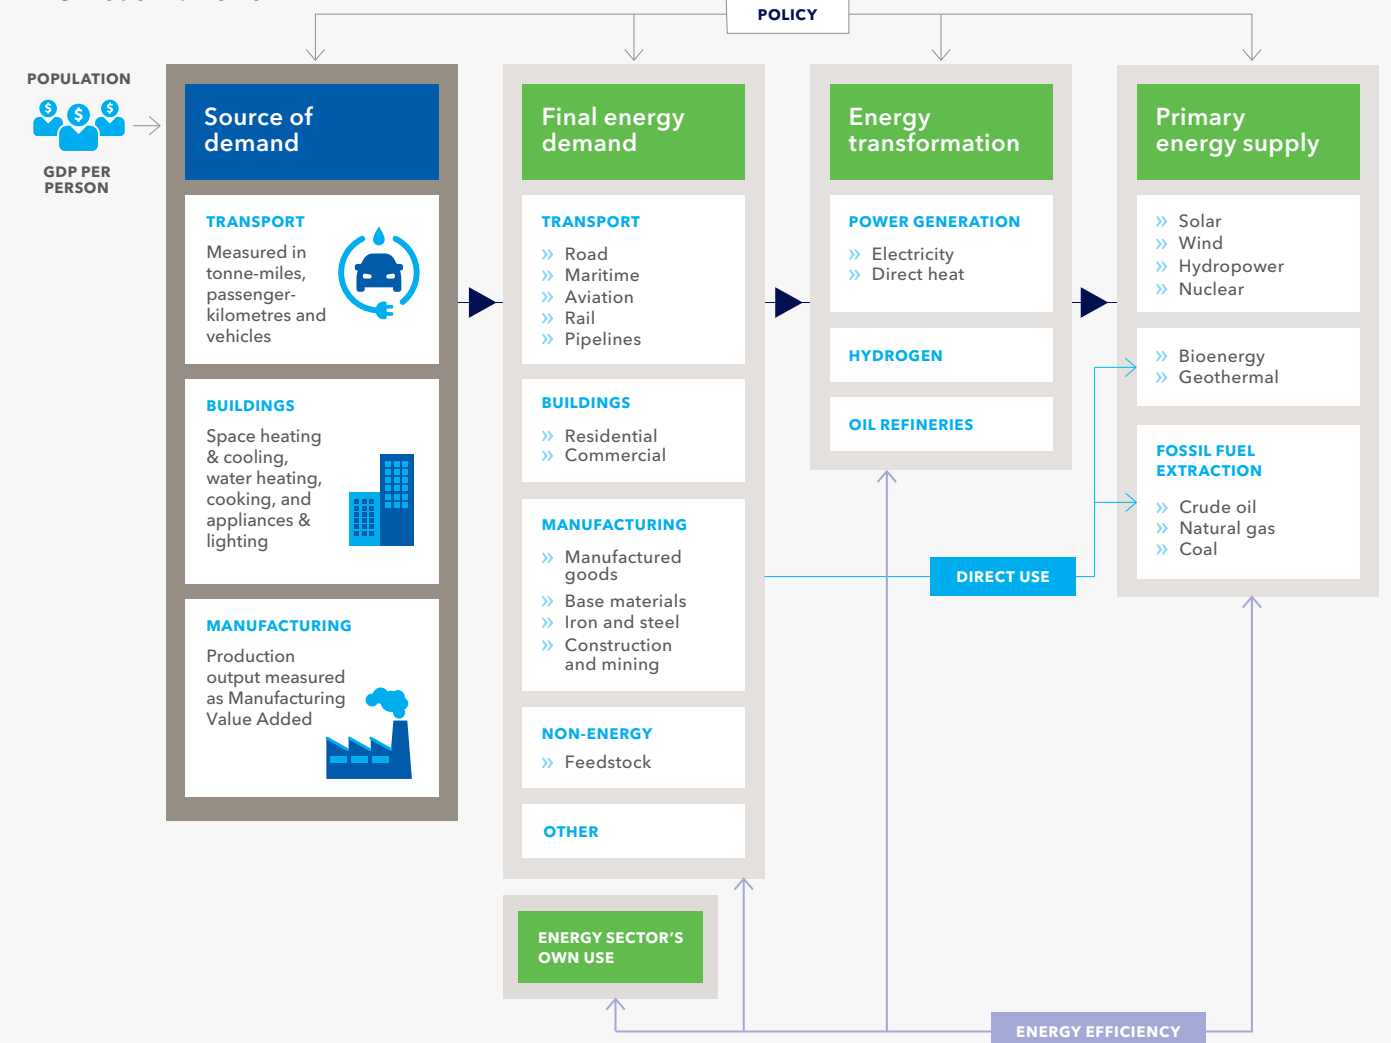 POLICY
POPULATION
$
$
$
GDP PER
PERSON
Source of
demand
TRANSPORT
Measured in
tonne-miles,
passenger-
kilometres and
vehicles
BUILDINGS
Space heating
& cooling,
water heating,
cooking, and
appliances &
lighting
MANUFACTURING
Production
output measured
as Manufacturing
Value Added
Final energy
demand
TRANSPORT
» Road
» Maritime
» Aviation
» Rail
» Pipelines
BUILDINGS
» Residential
» Commercial
MANUFACTURING
» Manufactured
goods
» Base materials
» Iron and steel
» Construction
and mining
NON-ENERGY
» Feedstock
OTHER
ENERGY SECTOR'S
OWN USE
Energy
transformation
POWER GENERATION
» Electricity
» Direct heat
HYDROGEN
OIL REFINERIES
DIRECT USE
Primary
energy supply
» Solar
» Wind
» Hydropower
» Nuclear
» Bioenergy
» Geothermal
FOSSIL FUEL
EXTRACTION
» Crude oil
» Natural gas
» Coal
ENERGY EFFICIENCY